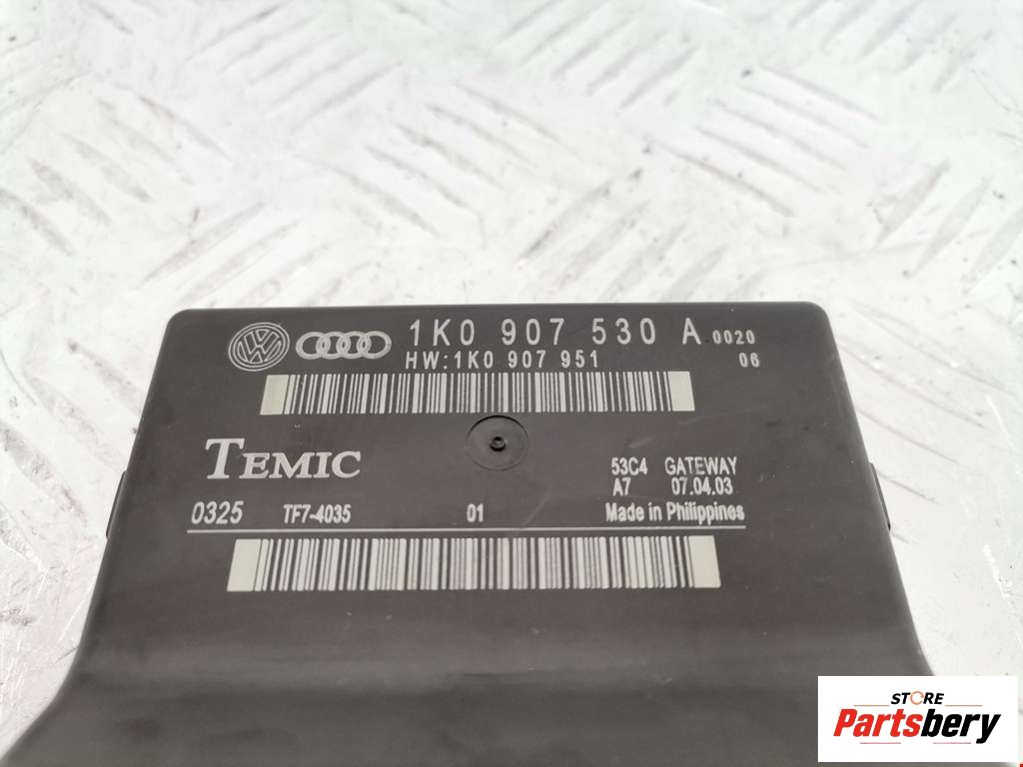 1K0 907 530 A 0020
HW:1K0 907 951 06
TEMIC
53C4 GATEWAY
A7 07.04.03
0325 TF7-4035 01 Made in Philippines
STORE
Partsbery